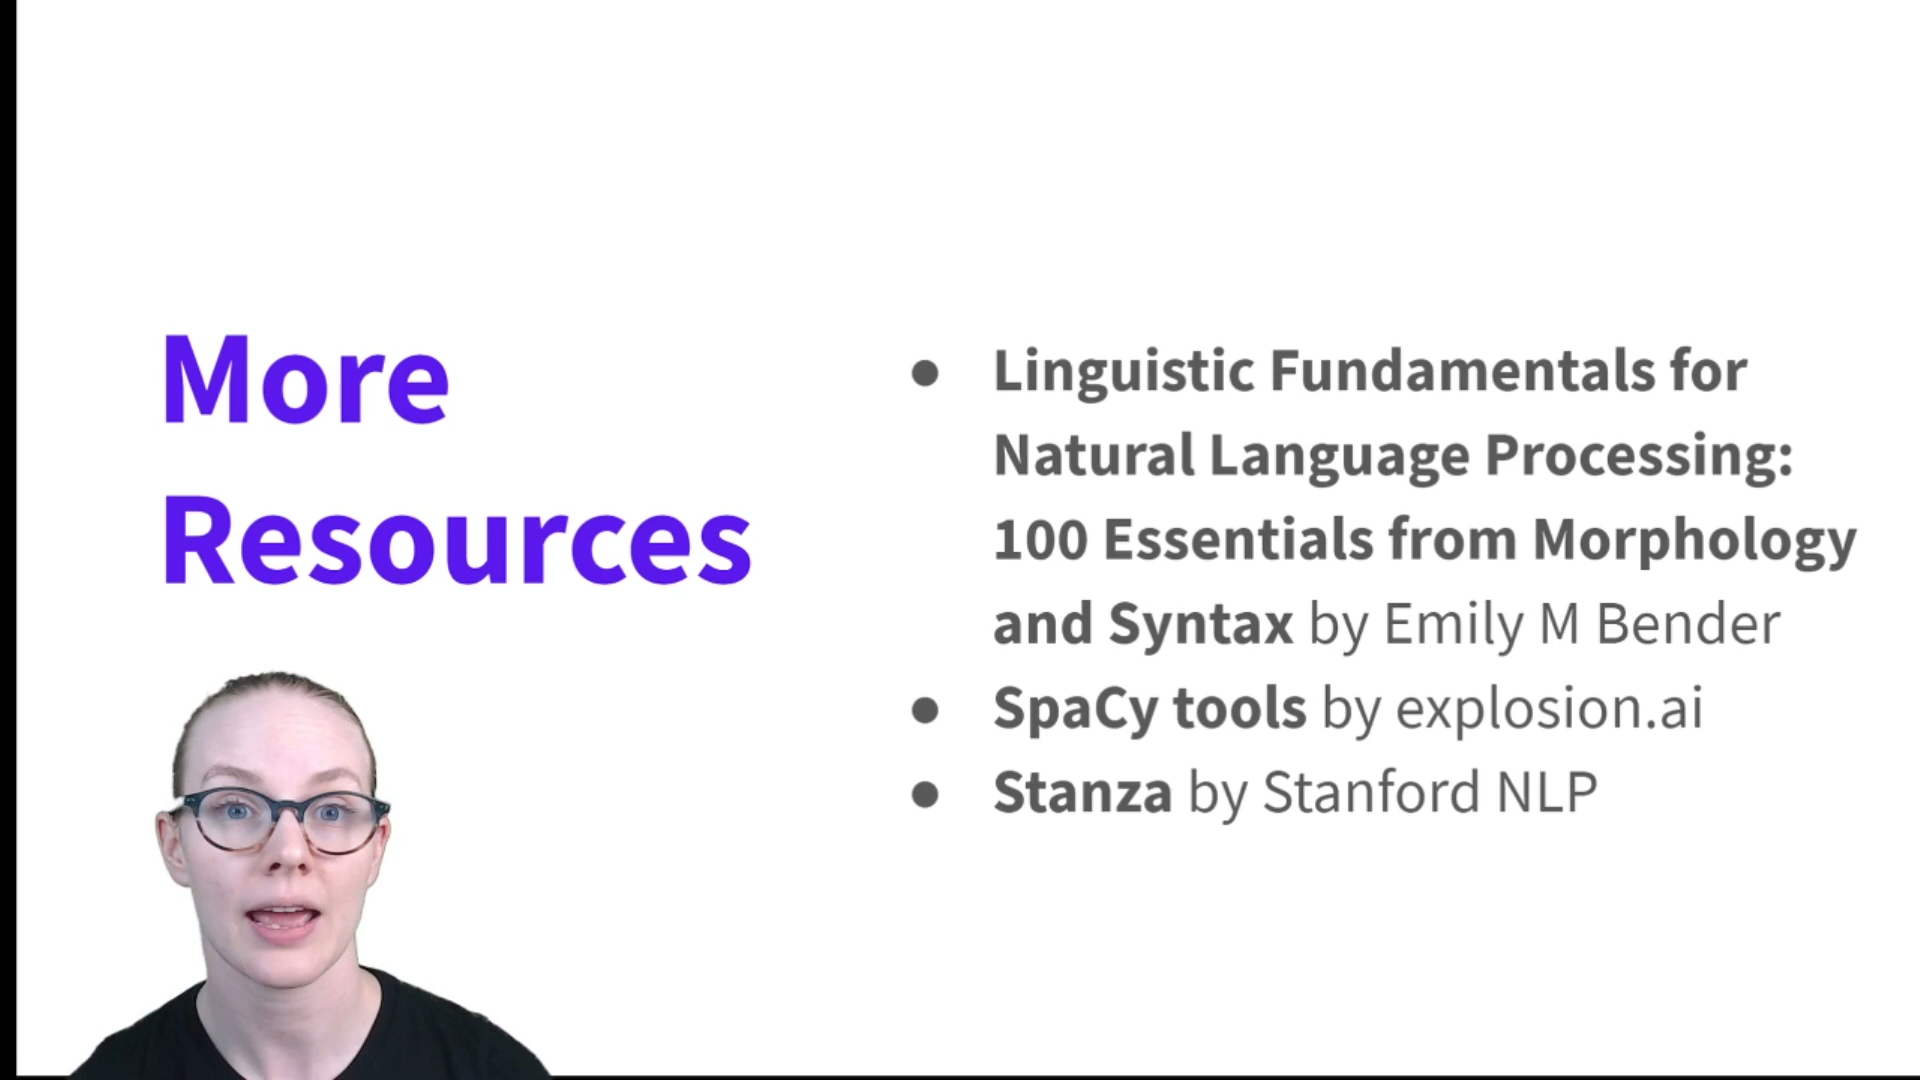 More
Resources
● Linguistic Fundamentals for
Natural Language Processing:
100 Essentials from Morphology
and Syntax by Emily M Bender
● SpaCy tools by explosion.ai
● Stanza by Stanford NLP